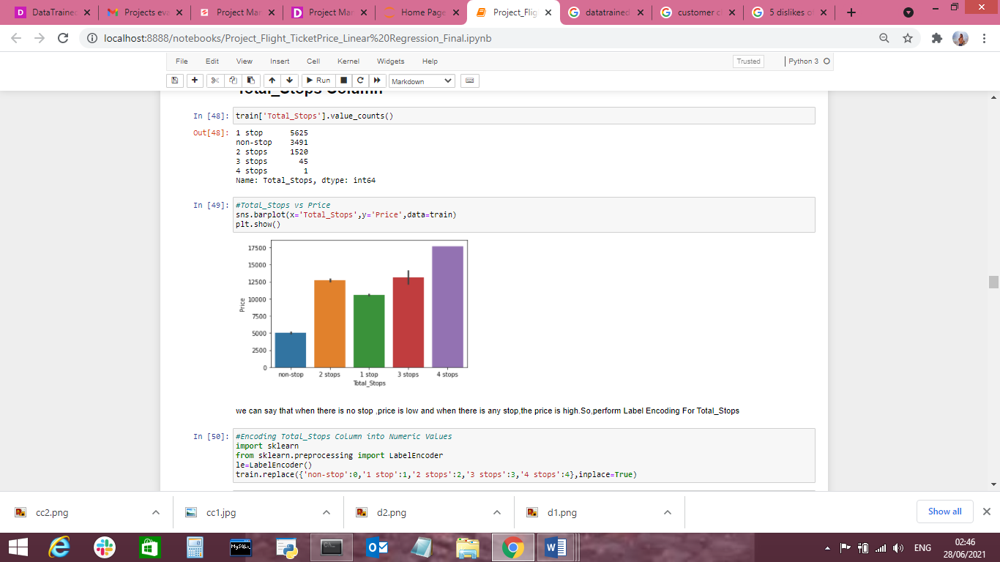 DataTrained
Projects eva
Project Mar
Project Mar
Home Page
Project_Flig
datatrained
customer c
5 dislikes o
localhost:8888/notebooks/Project_Flight_TicketPrice_Linear%20Regression_Final.ipynb
File Edit View Insert Cell Kernel Widgets Help Trusted Python 3
Run Markdown
Total_Stops Column
In [48]: train['Total_Stops'].value_counts()
Out[48]: 1 stop 5625
non-stop 3491
2 stops 1520
3 stops 45
4 stops 1
Name: Total_Stops, dtype: int64
In [49]: #Total_Stops vs Price
sns.barplot(x='Total_Stops',y='Price',data=train)
plt.show()
17500
15000
12500
10000
7500
5000
2500
0
Price
non-stop 2 stops 1 stop 3 stops 4 stops
Total_Stops
we can say that when there is no stop ,price is low and when there is any stop,the price is high.So,perform Label Encoding For Total_Stops
In [50]: #Encoding Total_Stops Column into Numeric Values
import sklearn
from sklearn.preprocessing import LabelEncoder
le=LabelEncoder()
train.replace({'non-stop':0,'1 stop':1,'2 stops':2,'3 stops':3,'4 stops':4},inplace=True)
cc2.png
cc1.jpg
d2.png
d1.png
Show all
MySQL
ENG
02:46
28/06/2021